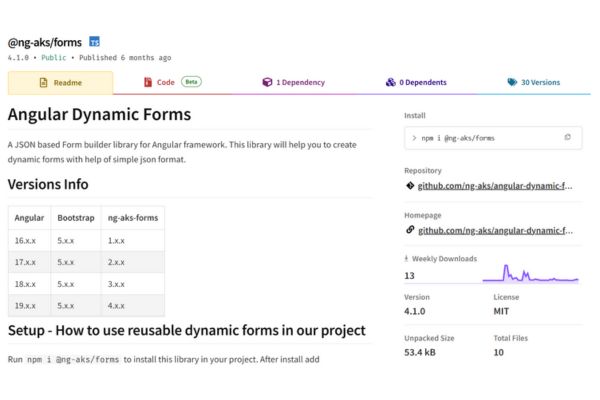 @ng-aks/forms TS
4.1.0 • Public • Published 6 months ago
Readme
Code Beta
1 Dependency
0 Dependents
30 Versions
Angular Dynamic Forms
A JSON based Form builder library for Angular framework. This library will help you to create
dynamic forms with help of simple json format.
Versions Info
Angular Bootstrap ng-aks-forms
16.x.x 5.x.x 1.x.x
17.x.x 5.x.x 2.x.x
18.x.x 5.x.x 3.x.x
19.x.x 5.x.x 4.x.x
Setup - How to use reusable dynamic forms in our project
Run npm i @ng-aks/forms to install this library in your project. After install add
Install
> npm i @ng-aks/forms
Repository
github.com/ng-aks/angular-dynamic-f...
Homepage
github.com/ng-aks/angular-dynamic-f...
Weekly Downloads
13
Version License
4.1.0 MIT
Unpacked Size Total Files
53.4 kB 10